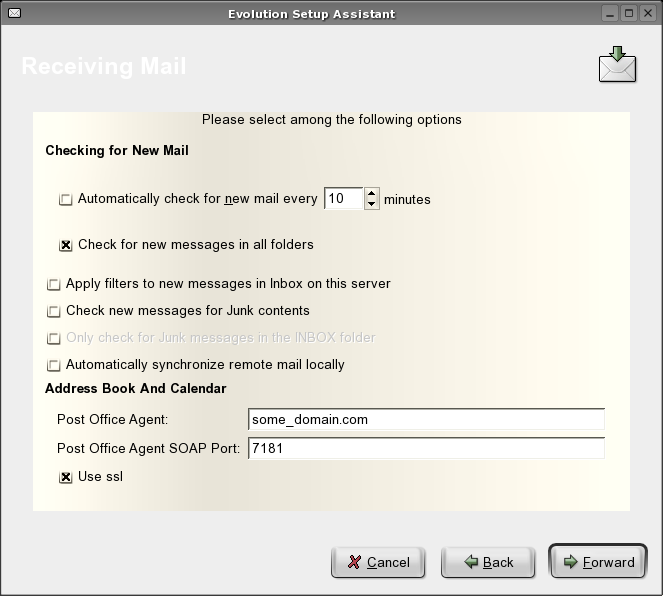 Evolution Setup Assistant
Receiving Mail
Please select among the following options
Checking for New Mail
Automatically check for new mail every 10 minutes
Check for new messages in all folders
Apply filters to new messages in Inbox on this server
Check new messages for Junk contents
Only check for Junk messages in the INBOX folder
Automatically synchronize remote mail locally
Address Book And Calendar
Post Office Agent: some_domain.com
Post Office Agent SOAP Port: 7181
Use ssl
Cancel Back Forward